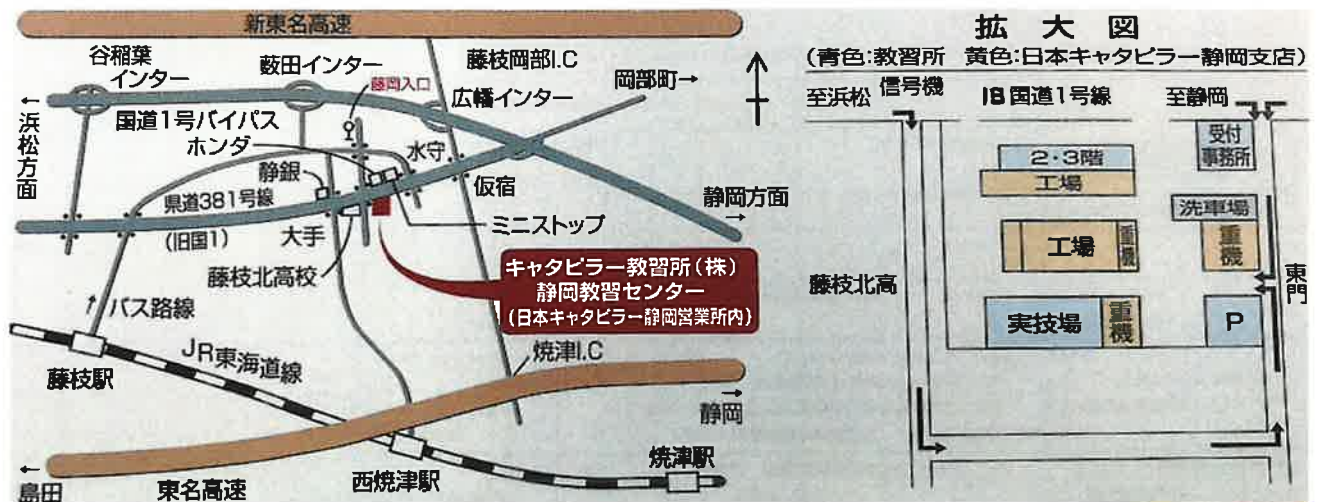 新東名高速
谷稲葉
インター
薮田インター
藤岡入口
藤枝岡部I.C
岡部町→
広幡インター
←浜松方面
国道1号バイパス
ホンダ
水守
静銀
仮宿
県道381号線
(旧国1)
静岡方面
→
ミニストップ
大手
藤枝北高校
キャタピラー教習所(株)
静岡教習センター
(日本キャタピラー静岡営業所内)
バス路線
JR東海道線
藤枝駅
焼津I.C
→
静岡
西焼津駅
焼津駅
←
島田
東名高速
拡大図
(青色:教習所 黄色:日本キャタピラー静岡支店)
至浜松
信号機
旧国道1号線
至静岡
受付
事務所
2・3階
工場
洗車場
工場
重機
重機
藤枝北高
東門
実技場
重機
P